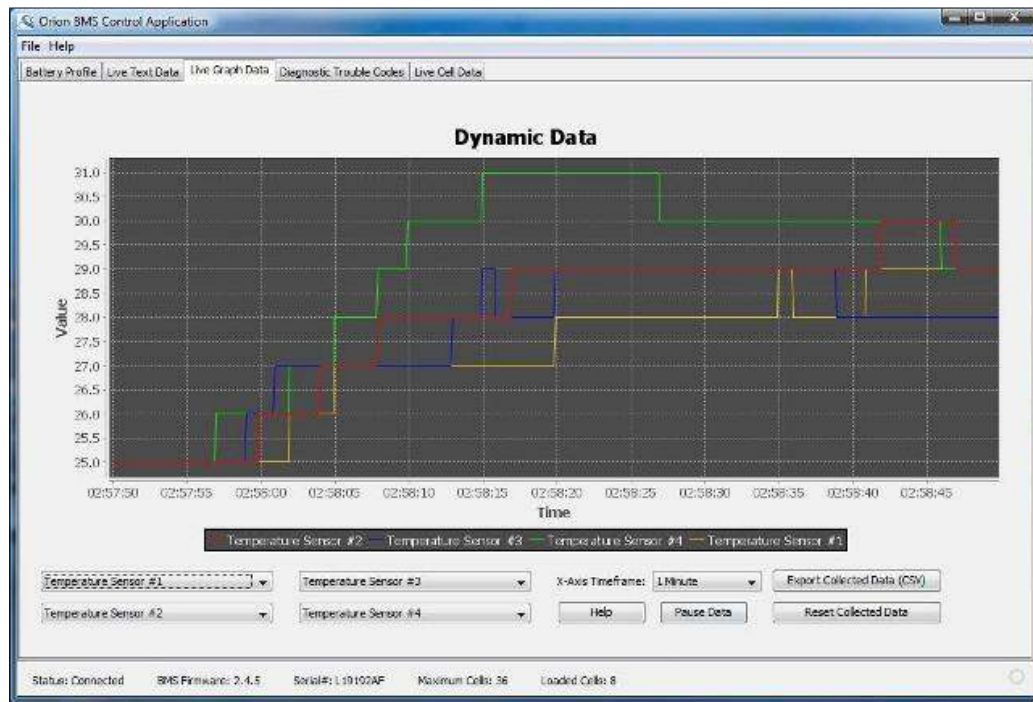 Orion BMS Control Application
File Help
Battery Profile Live Text Data Live Graph Data Diagnostic Trouble Codes Live Cell Data
Dynamic Data
31.0
30.5
30.0
29.5
29.0
28.5
28.0
27.5
27.0
26.5
26.0
25.5
25.0
Value
02:57:50 02:57:55 02:58:00 02:58:05 02:58:10 02:58:15 02:58:20 02:58:25 02:58:30 02:58:35 02:58:40 02:58:45
Time
Temperature Sensor #2 Temperature Sensor #3 Temperature Sensor #4 Temperature Sensor #1
Temperature Sensor #1 Temperature Sensor #3 X-Axis Timeframe: 1 Minute Export Collected Data (CSV)
Temperature Sensor #2 Temperature Sensor #4 Help Pause Data Reset Collected Data
Status: Connected BMS Firmware: 2.4.5 Serial#: L19192AF Maximum Cells: 36 Loaded Cells: 8